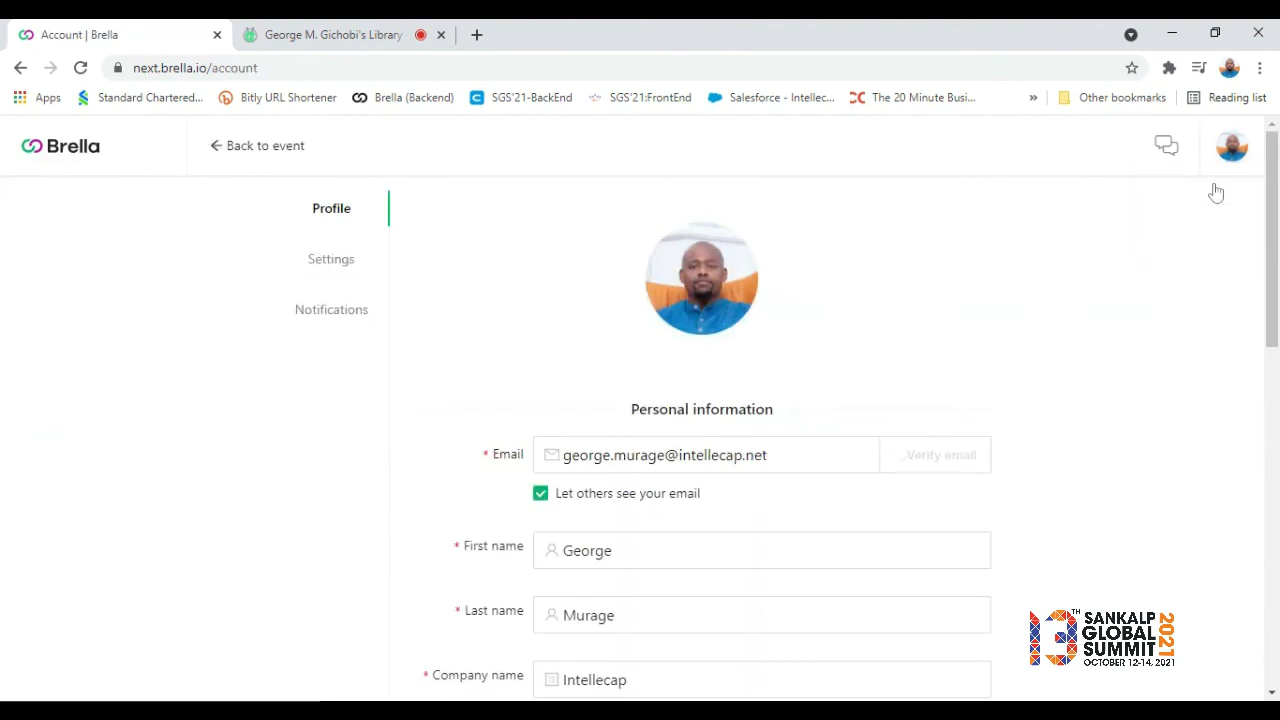 Account | Brella
George M. Gichobi's Library
next.brella.io/account
Apps
Standard Chartered...
Bitly URL Shortener
Brella (Backend)
SGS'21-BackEnd
SGS'21:FrontEnd
Salesforce - Intellec...
The 20 Minute Busi...
»
Other bookmarks
Reading list
Brella
Back to event
Profile
Settings
Notifications
Personal information
* Email
george.murage@intellecap.net
Verify email
Let others see your email
* First name
George
* Last name
Murage
* Company name
Intellecap
13TH
SANKALP
GLOBAL
SUMMIT
2021
OCTOBER 12-14, 2021